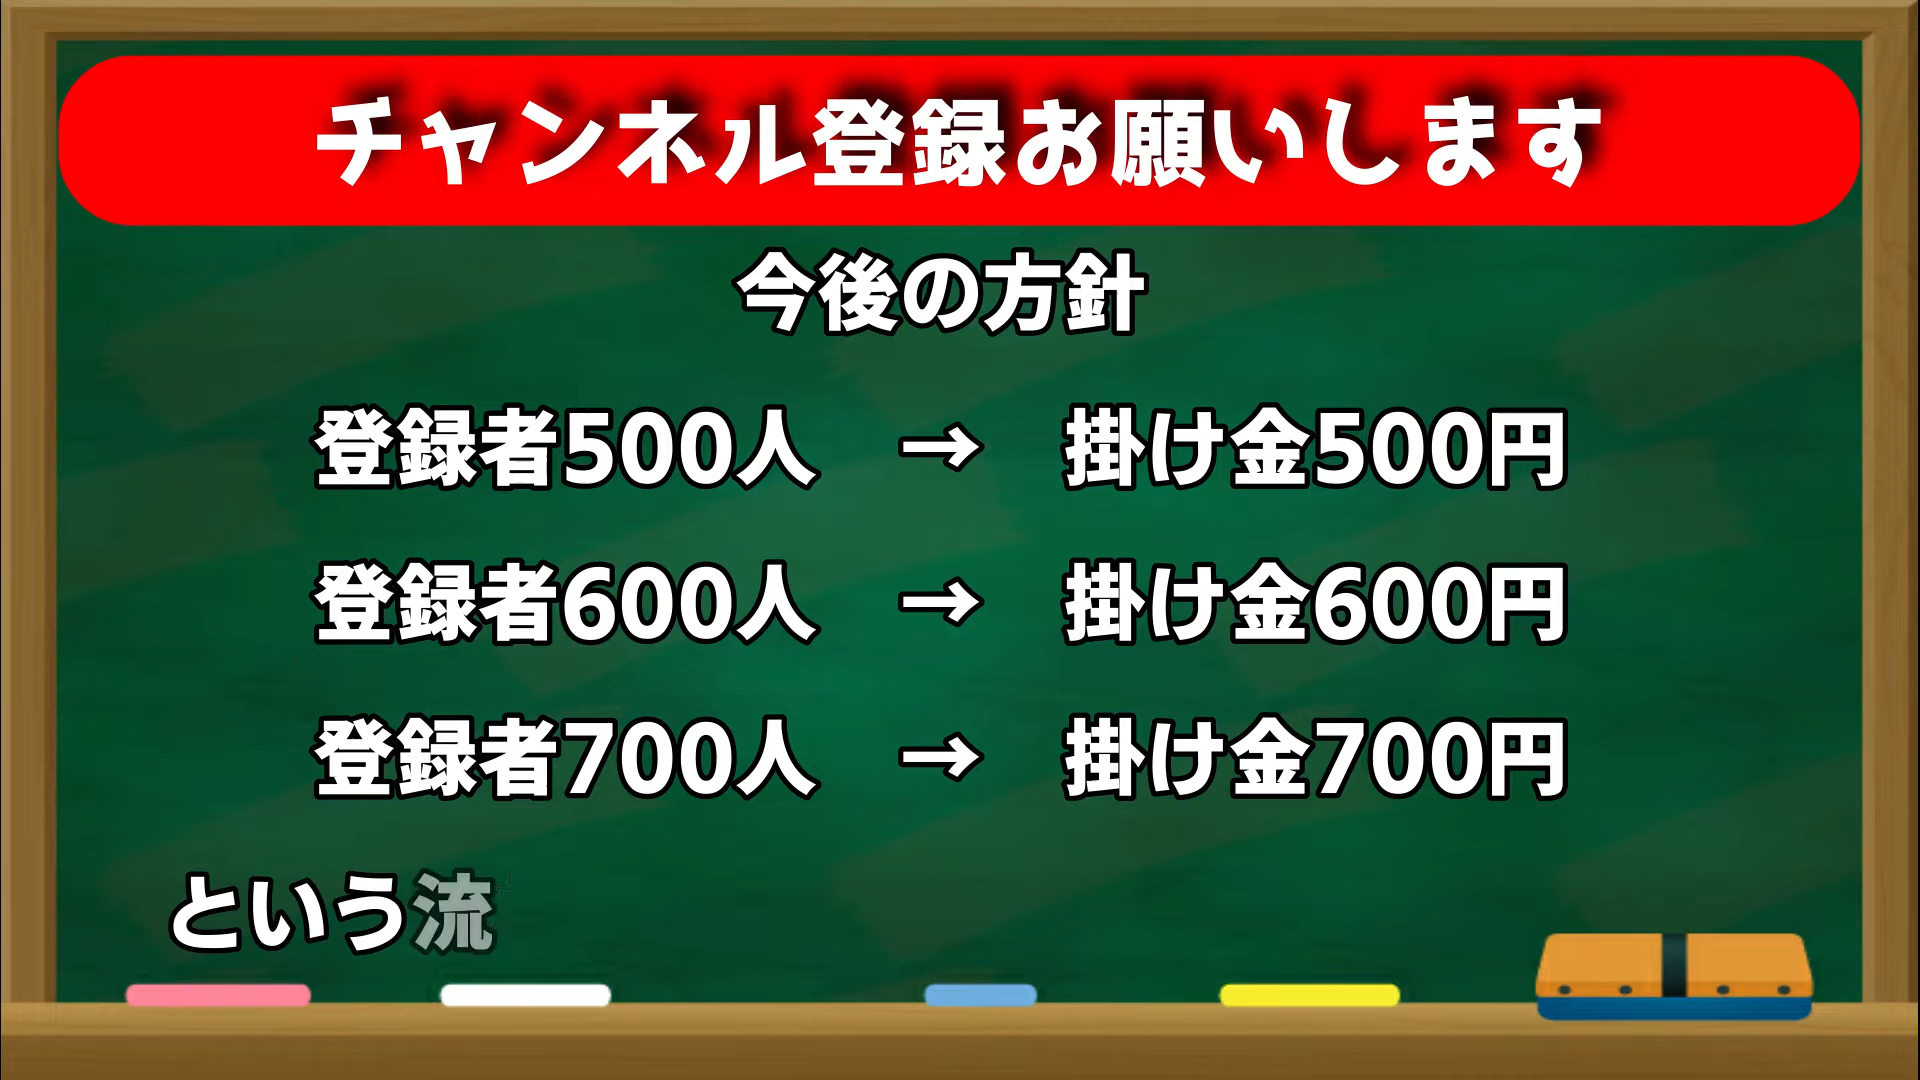 チャンネル登録お願いします
今後の方針
登録者500人 → 掛け金500円
登録者600人 → 掛け金600円
登録者700人 → 掛け金700円
という流